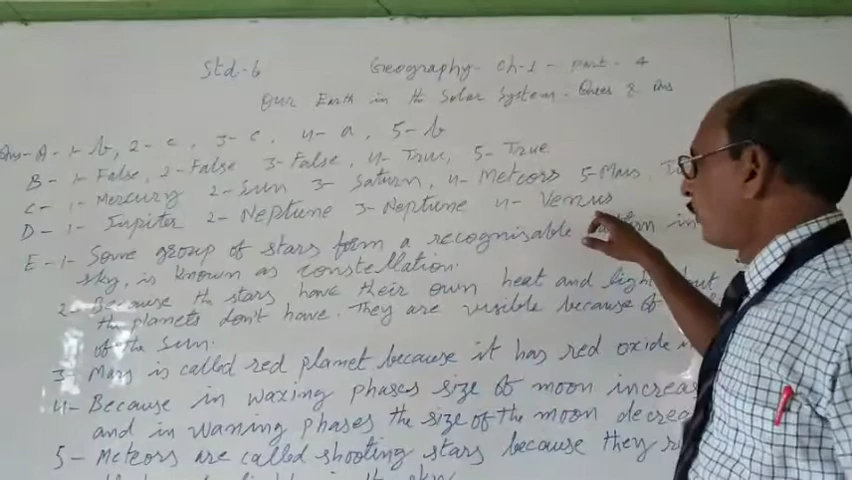 Std-6 Geography- Ch-1 - part - 4
Our Earth in the Solar System - Ques & Ans
Ans-A- 1- b, 2- c, 3- c, 4- a, 5- b
B- 1- False, 2- False 3- False, 4- True, 5- True
C- 1- Mercury 2- Sun 3- Saturn, 4- Meteors 5- Mars.
D- 1- Jupiter 2- Neptune 3- Neptune 4- Venus
E-1- Some group of stars form a recognisable in
sky, is known as constellation.
2- Because the stars have their own heat and
the planets don't have. They are visible because of
of the Sun.
3- Mars is called red planet because it has red oxide
4- Because in waxing phases size of moon
and in waning phases the size of the moon
5- Meteors are called shooting stars because they